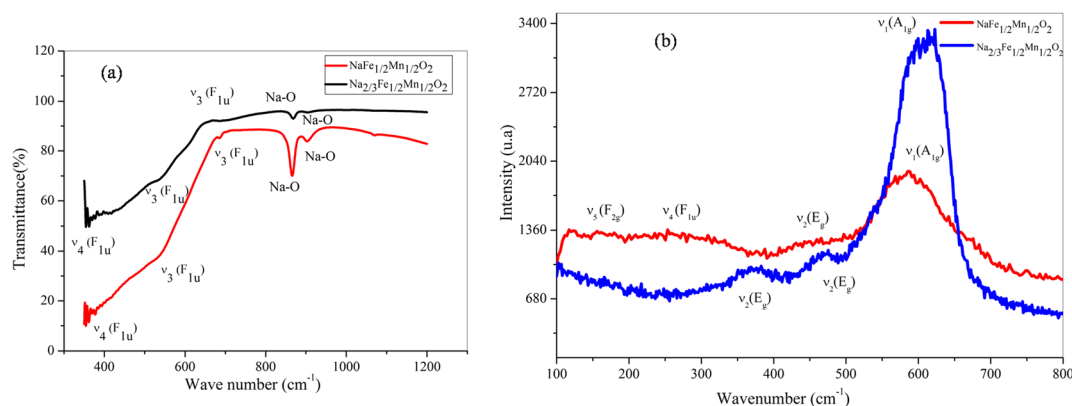 (a)
NaFe1/2Mn1/2O2
Na2/3Fe1/2Mn1/2O2
ν3 (F1u)
Na-O
Na-O
ν3 (F1u)
Na-O
Na-O
ν3 (F1u)
ν4 (F1u)
ν3 (F1u)
ν4 (F1u)
Transmittance(%)
120
100
80
60
40
20
0
400
600
800
1000
1200
Wave number (cm-1)
(b)
ν1(A1g)
NaFe1/2Mn1/2O2
Na2/3Fe1/2Mn1/2O2
ν1(A1g)
ν5 (F2g)
ν4 (F1u)
ν2(Eg)
ν2(Eg)
ν2(Eg)
Intensity (u.a)
3400
2720
2040
1360
680
100
200
300
400
500
600
700
800
Wavenumber (cm-1)